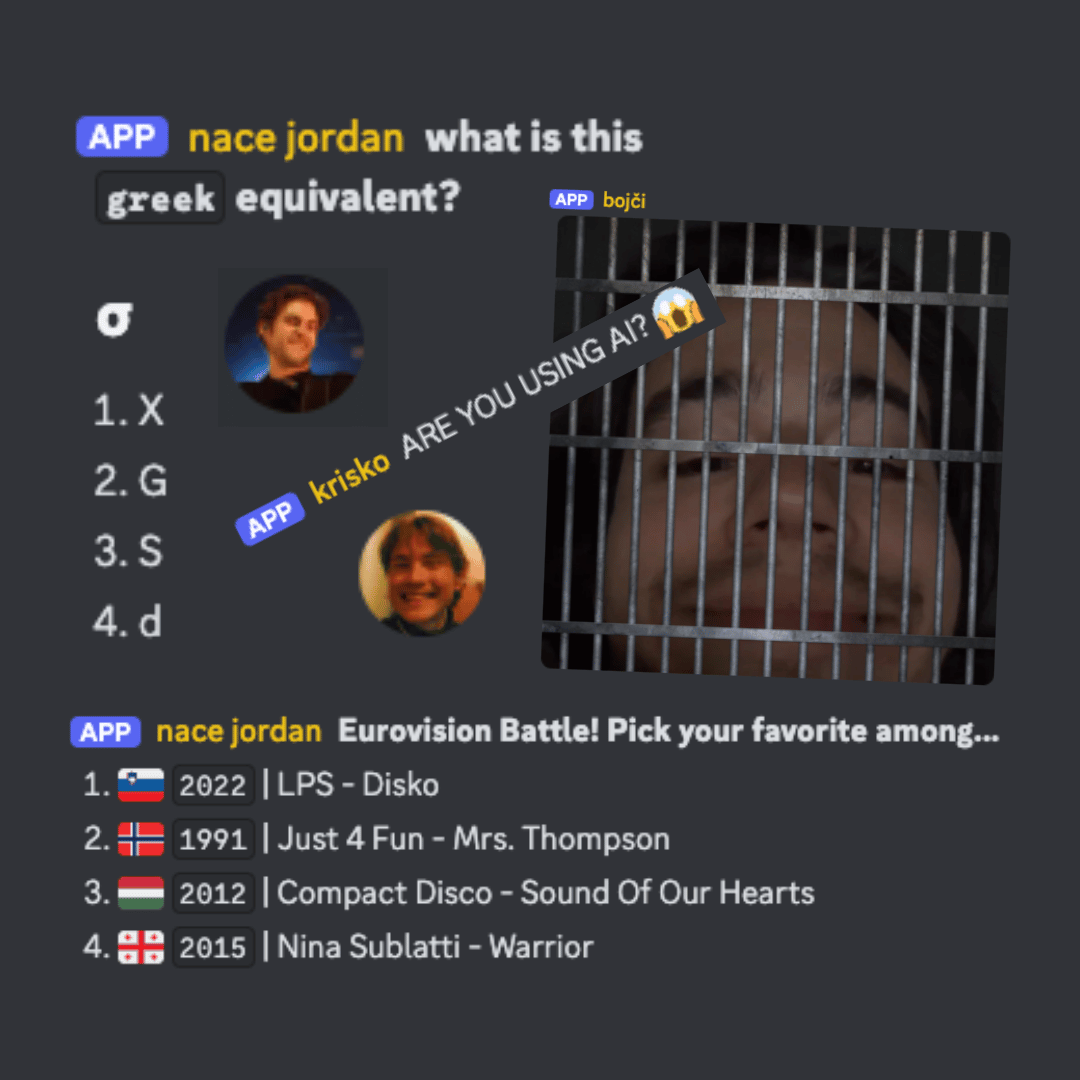 APP nace jordan what is this
greek equivalent?
σ
1. X
2. G
3. S
4. d
APP bojči
APP krisko ARE YOU USING AI? 😱
APP nace jordan Eurovision Battle! Pick your favorite among...
1. 🇸🇮 2022 | LPS - Disko
2. 🇳🇴 1991 | Just 4 Fun - Mrs. Thompson
3. 🇭🇺 2012 | Compact Disco - Sound Of Our Hearts
4. 🇬🇪 2015 | Nina Sublatti - Warrior